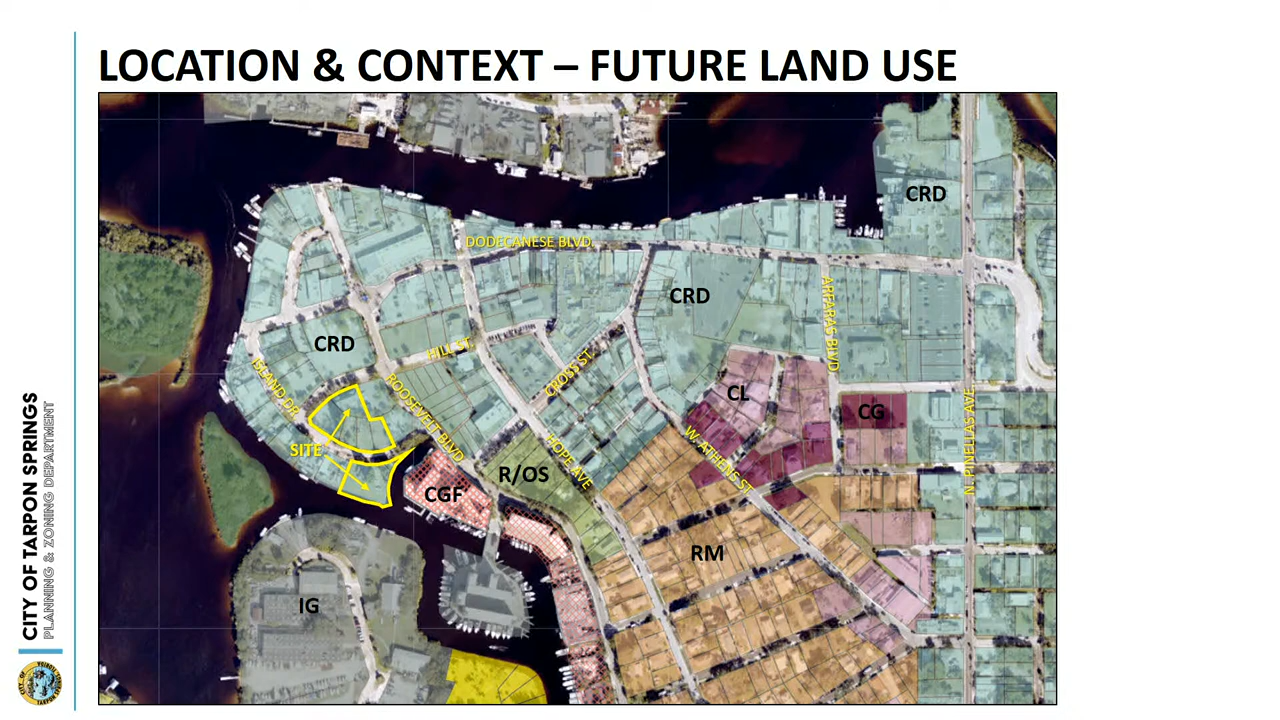 LOCATION & CONTEXT – FUTURE LAND USE
CITY OF TARPON SPRINGS
PLANNING & ZONING DEPARTMENT
CRD
DODECANESE BLVD.
CRD
ARFARAS BLVD
CRD
HILL ST.
CROSS ST.
ISLAND DR.
ROOSEVELT BLVD
CL
CG
N. PINELLAS AVE.
SITE
HOPE AVE
W. ATHENS ST.
R/OS
CGF
RM
IG